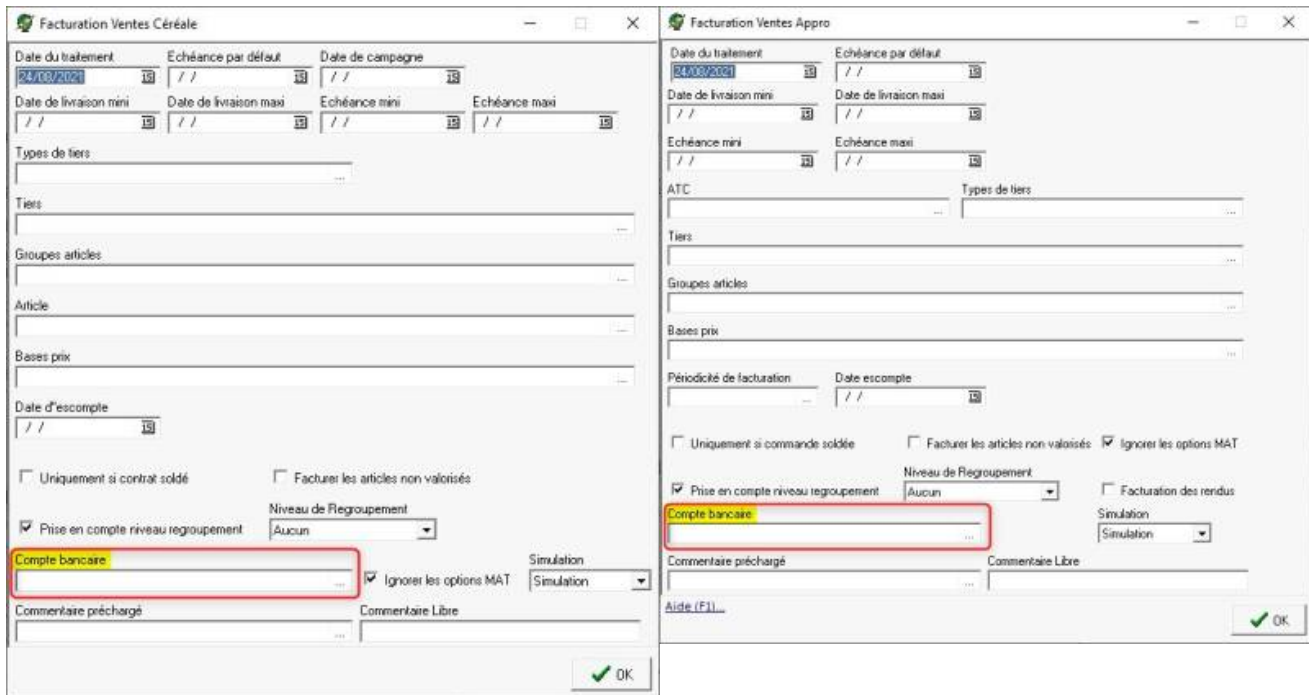 Facturation Ventes Céréale
Date du traitement Echéance par défaut Date de campagne
24/08/2021 / / / /
Date de livraison mini Date de livraison maxi Echéance mini Echéance maxi
/ / / / / / / /
Types de tiers
...
Tiers
...
Groupes articles
...
Article
...
Bases prix
...
Date d"escompte
/ /
Uniquement si contrat soldé Facturer les articles non valorisés
Niveau de Regroupement
Prise en compte niveau regroupement Aucun
Compte bancaire Simulation
... Ignorer les options MAT Simulation
Commentaire préchargé Commentaire Libre
...
OK
Facturation Ventes Appro
Date du traitement Echéance par défaut
24/08/2021 / /
Date de livraison mini Date de livraison maxi
/ / / /
Echéance mini Echéance maxi
/ / / /
ATC Types de tiers
... ...
Tiers
...
Groupes articles
...
Bases prix
...
Périodicité de facturation Date escompte
... / /
Uniquement si commande soldée Facturer les articles non valorisés Ignorer les options MAT
Niveau de Regroupement
Prise en compte niveau regroupement Aucun Facturation des rendus
Compte bancaire Simulation
... Simulation
Commentaire préchargé Commentaire Libre
...
Aide (F1)...
OK